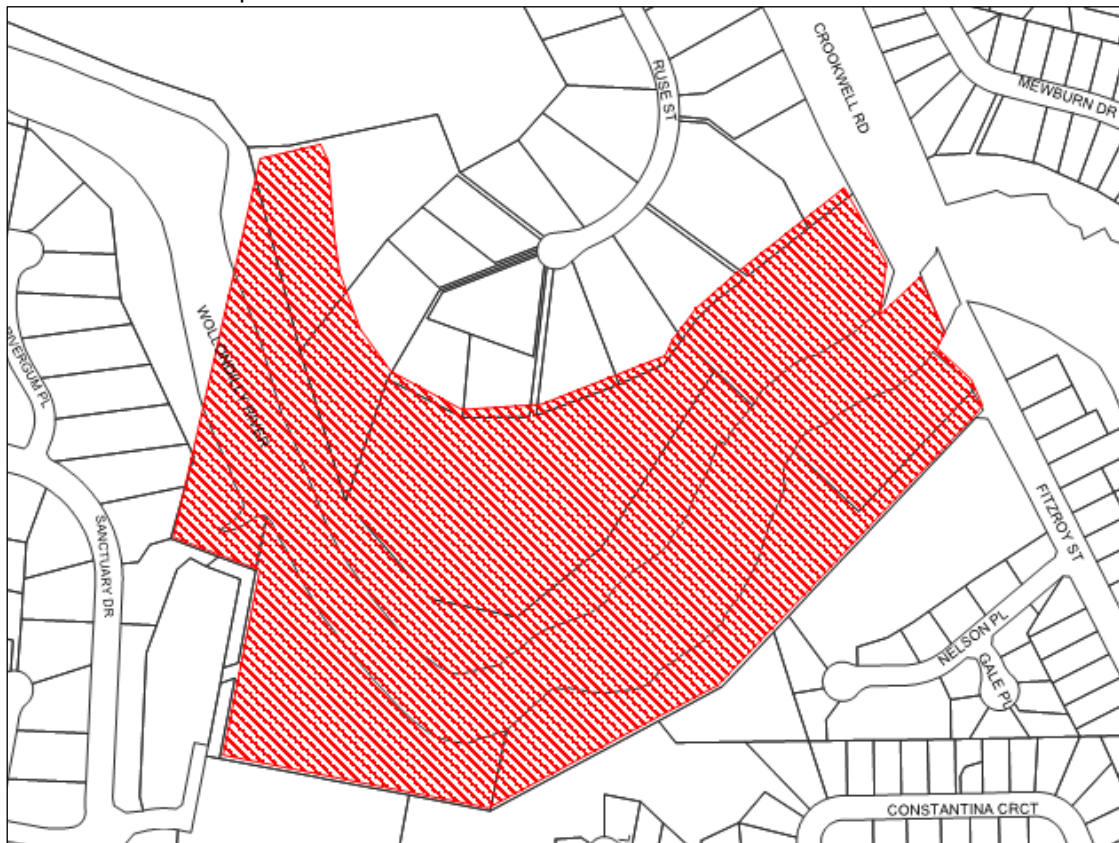 RUSE ST
CROOKWELL RD
MEWBURN DR
WOLLONDILLY RIVER
RIVERGUM PL
SANCTUARY DR
FITZROY ST
NELSON PL
GALE PL
CONSTANTINA CRCT